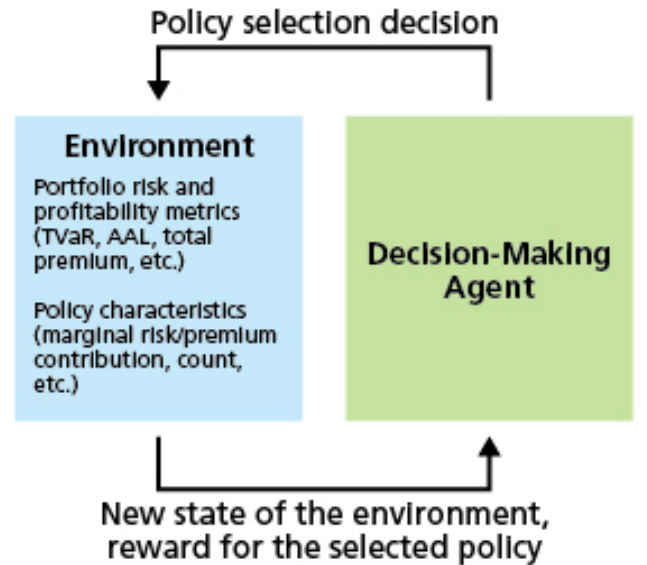 Policy selection decision
Environment
Portfolio risk and
profitability metrics
(TVaR, AAL, total
premium, etc.)
Policy characteristics
(marginal risk/premium
contribution, count,
etc.)
Decision-Making
Agent
New state of the environment,
reward for the selected policy